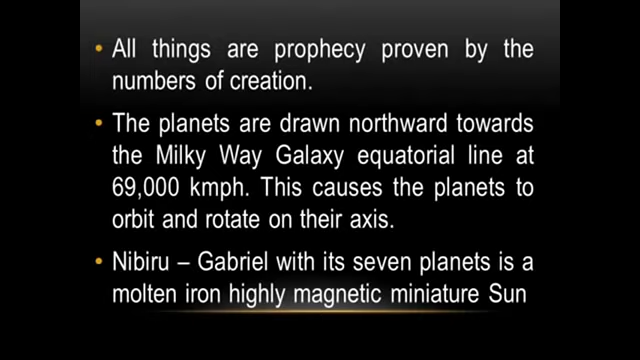 • All things are prophecy proven by the
numbers of creation.
• The planets are drawn northward towards
the Milky Way Galaxy equatorial line at
69,000 kmph. This causes the planets to
orbit and rotate on their axis.
• Nibiru – Gabriel with its seven planets is a
molten iron highly magnetic miniature Sun